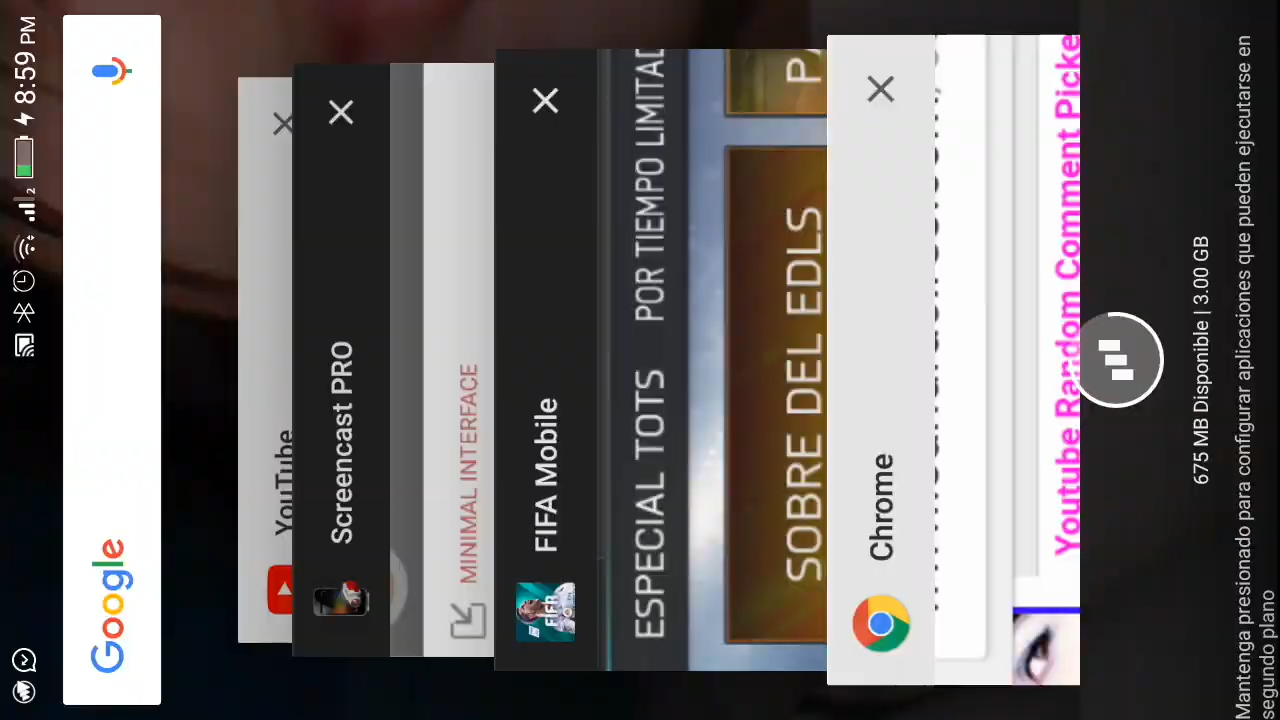 8:59 PM
Google
YouTube
Screencast PRO
MINIMAL INTERFACE
FIFA Mobile
ESPECIAL TOTS POR TIEMPO LIMITAD
SOBRE DEL EDLS
Chrome
Youtube Random Comment Picke
675 MB Disponible | 3.00 GB
Mantenga presionado para configurar aplicaciones que pueden ejecutarse en
segundo plano